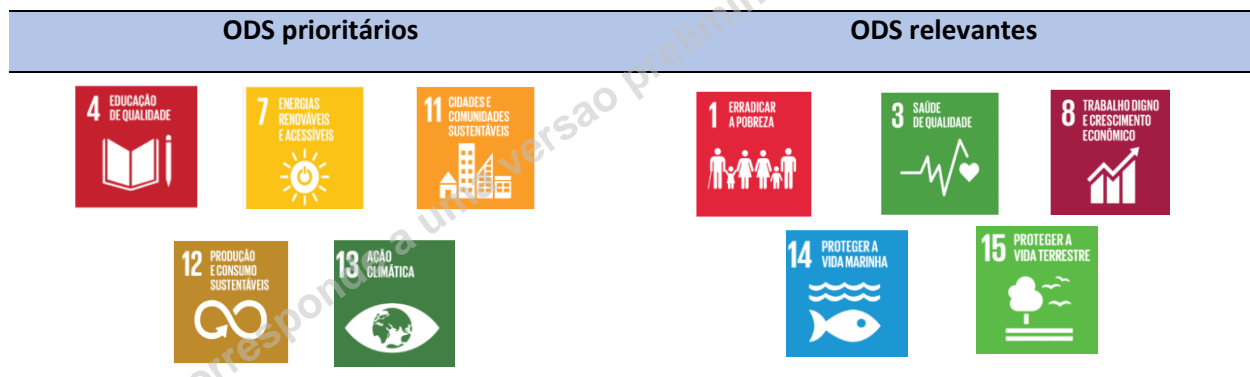 ODS prioritários
ODS relevantes
4 EDUCAÇÃO
DE QUALIDADE
7 ENERGIAS
RENOVÁVEIS
E ACESSÍVEIS
11 CIDADES E
COMUNIDADES
SUSTENTÁVEIS
12 PRODUÇÃO
E CONSUMO
SUSTENTÁVEIS
13 AÇÃO
CLIMÁTICA
1 ERRADICAR
A POBREZA
3 SAÚDE
DE QUALIDADE
8 TRABALHO DIGNO
E CRESCIMENTO
ECONÓMICO
14 PROTEGER A
VIDA MARINHA
15 PROTEGER A
VIDA TERRESTRE
a uma versao